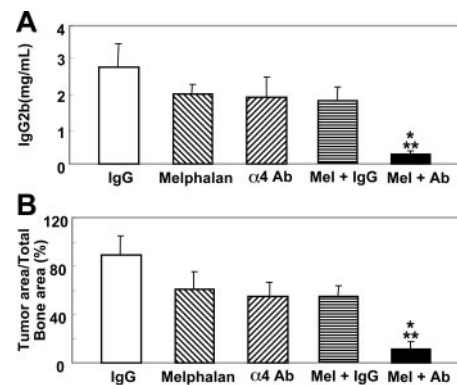 A
IgG2b(mg/mL)
4
3
2
1
0
*
**
IgG Melphalan α4 Ab Mel + IgG Mel + Ab
B
Tumor area/Total
Bone area (%)
120
80
40
0
*
**
IgG Melphalan α4 Ab Mel + IgG Mel + Ab